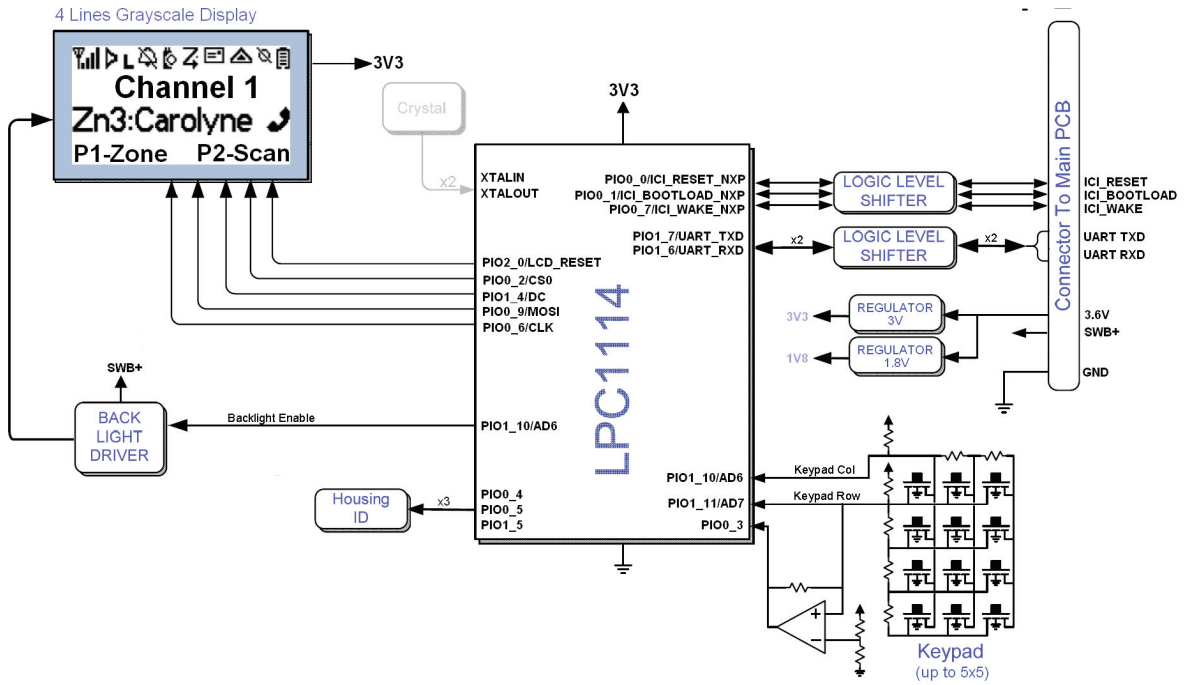 4 Lines Grayscale Display
L
Channel 1
Zn3:Carolyne
P1-Zone P2-Scan
3V3
Crystal
x2
3V3
XTALIN
XTALOUT
PIO0_0/ICI_RESET_NXP
PIO0_1/ICI_BOOTLOAD_NXP
PIO0_7/ICI_WAKE_NXP
LOGIC LEVEL
SHIFTER
ICI_RESET
ICI_BOOTLOAD
ICI_WAKE
PIO1_7/UART_TXD
PIO1_6/UART_RXD
x2
LOGIC LEVEL
SHIFTER
x2
UART TXD
UART RXD
Connector To Main PCB
PIO2_0/LCD_RESET
PIO0_2/CS0
PIO1_4/DC
PIO0_9/MOSI
PIO0_6/CLK
LPC1114
3V3
REGULATOR
3V
3.6V
SWB+
1V8
REGULATOR
1.8V
GND
SWB+
BACK
LIGHT
DRIVER
Backlight Enable
PIO1_10/AD6
PIO1_10/AD6
Keypad Col
PIO1_11/AD7
Keypad Row
PIO0_3
Housing
ID
x3
PIO0_4
PIO0_5
PIO1_5
+
−
Keypad
(up to 5x5)